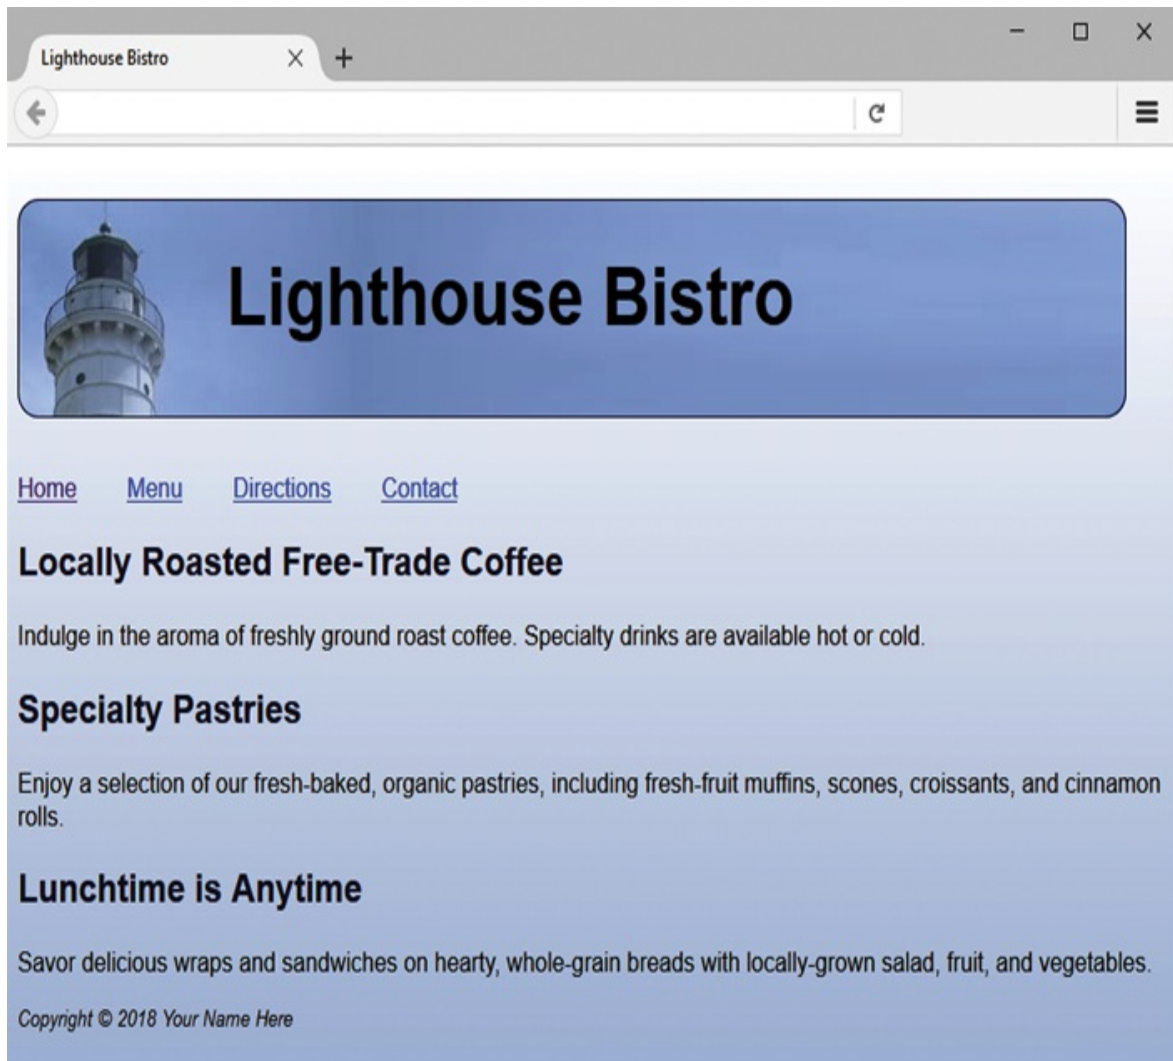 Lighthouse Bistro
Lighthouse Bistro
Home Menu Directions Contact
Locally Roasted Free-Trade Coffee
Indulge in the aroma of freshly ground roast coffee. Specialty drinks are available hot or cold.
Specialty Pastries
Enjoy a selection of our fresh-baked, organic pastries, including fresh-fruit muffins, scones, croissants, and cinnamon
rolls.
Lunchtime is Anytime
Savor delicious wraps and sandwiches on hearty, whole-grain breads with locally-grown salad, fruit, and vegetables.
Copyright © 2018 Your Name Here